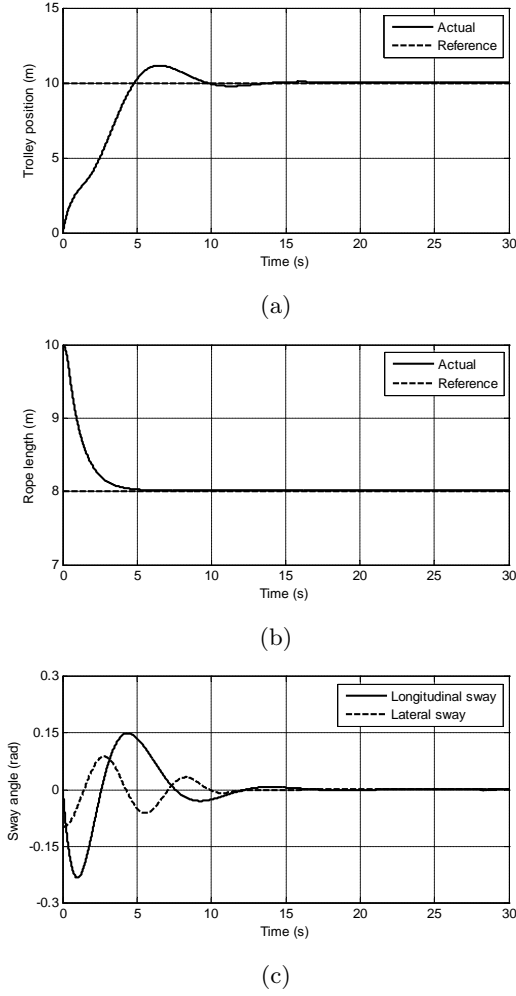 15
Actual
Reference
10
5
0
Trolley position (m)
0 5 10 15 20 25 30
Time (s)
(a)
10
Actual
Reference
9
8
7
Rope length (m)
0 5 10 15 20 25 30
Time (s)
(b)
0.3
Longitudinal sway
Lateral sway
0.15
0
-0.15
-0.3
Sway angle (rad)
0 5 10 15 20 25 30
Time (s)
(c)